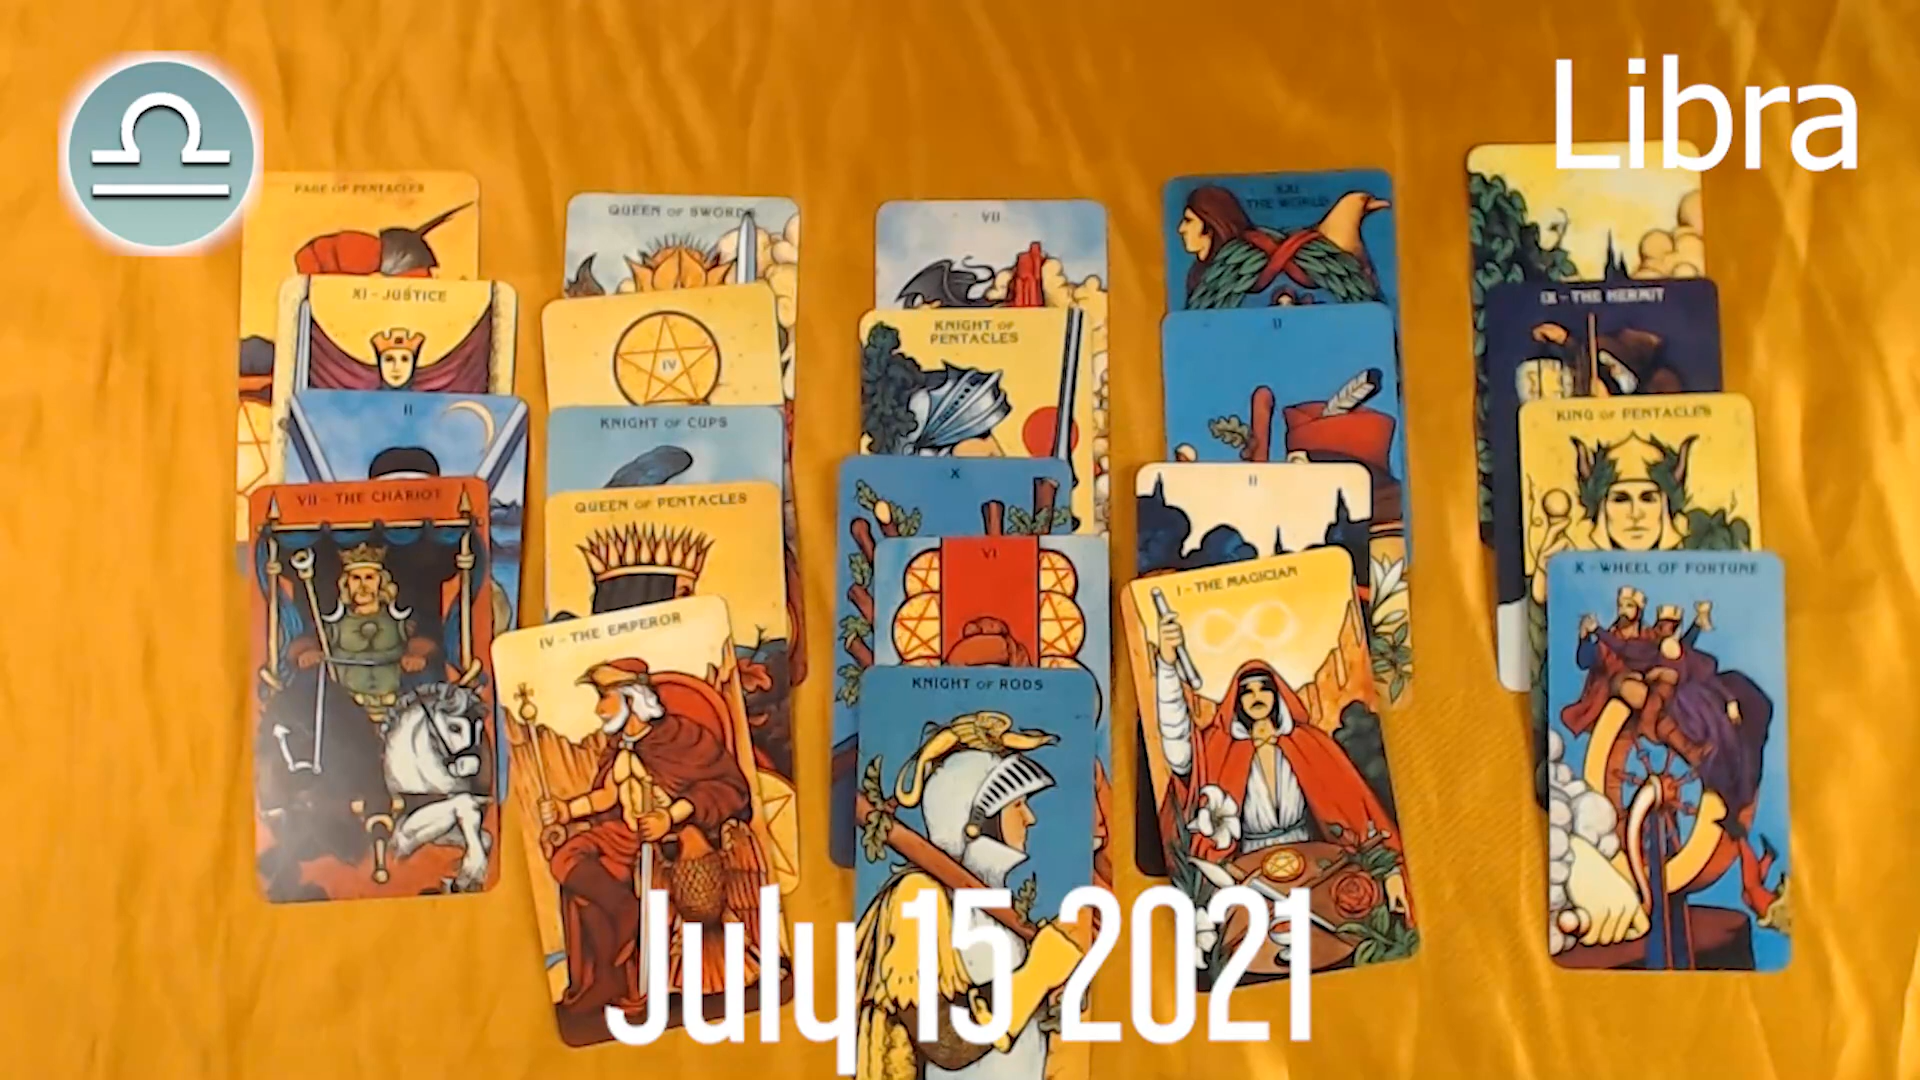 Libra
PAGE OF PENTACLES
XI - JUSTICE
II
VII - THE CHARIOT
QUEEN OF SWORDS
IV
KNIGHT OF CUPS
QUEEN OF PENTACLES
IV - THE EMPEROR
VII
KNIGHT OF
PENTACLES
X
VI
KNIGHT OF RODS
XXI
THE WORLD
II
II
I - THE MAGICIAN
IX - THE HERMIT
KING OF PENTACLES
X - WHEEL OF FORTUNE
July 15 2021